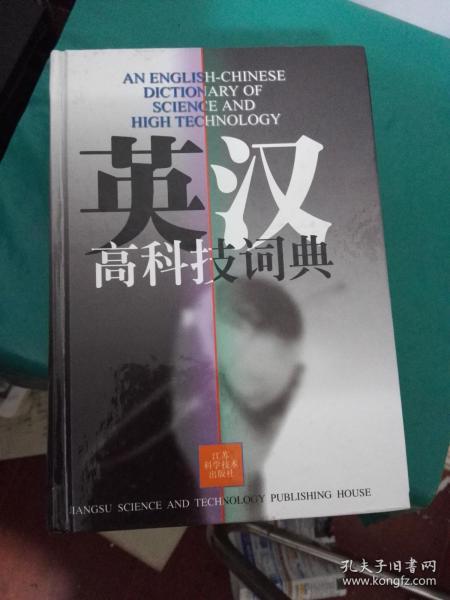 AN ENGLISH-CHINESE
DICTIONARY OF
SCIENCE AND
HIGH TECHNOLOGY
英汉
高科技词典
江苏
科学技术
出版社
JIANGSU SCIENCE AND TECHNOLOGY PUBLISHING HOUSE
孔夫子旧书网
www.kongfz.com